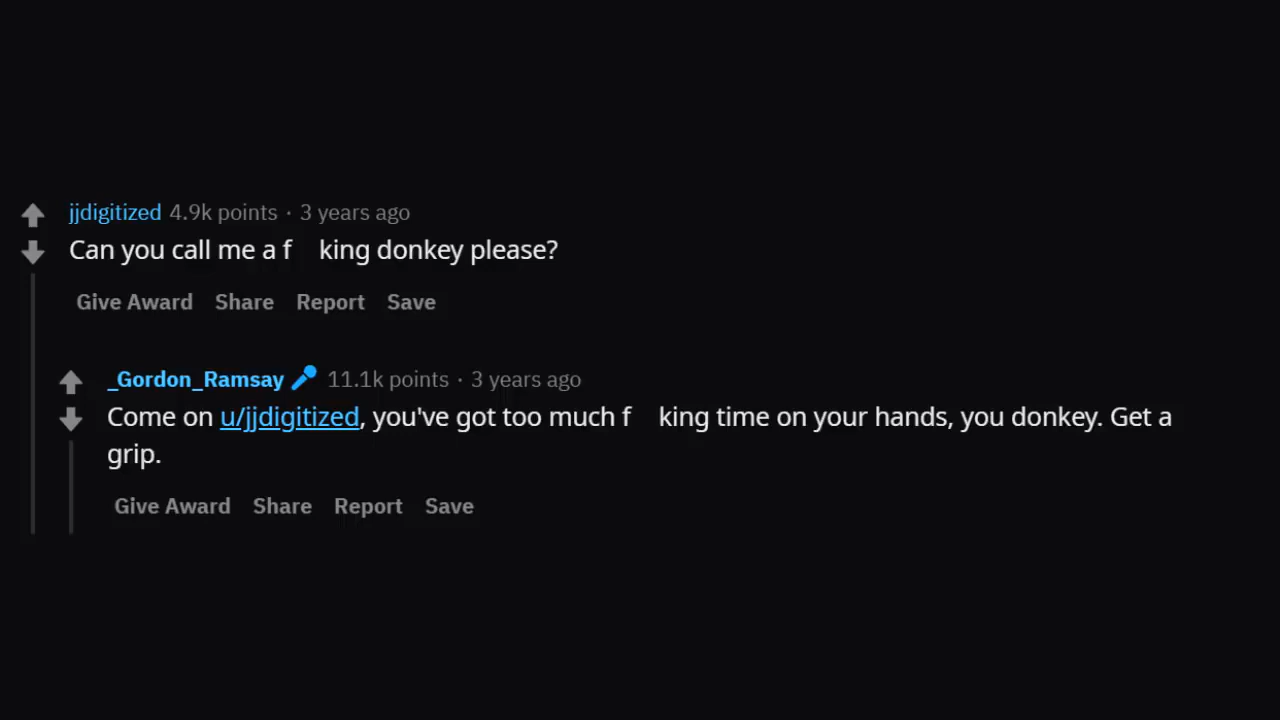 jjdigitized 4.9k points · 3 years ago
Can you call me a f king donkey please?
Give Award Share Report Save
_Gordon_Ramsay 11.1k points · 3 years ago
Come on u/jjdigitized, you've got too much f king time on your hands, you donkey. Get a
grip.
Give Award Share Report Save